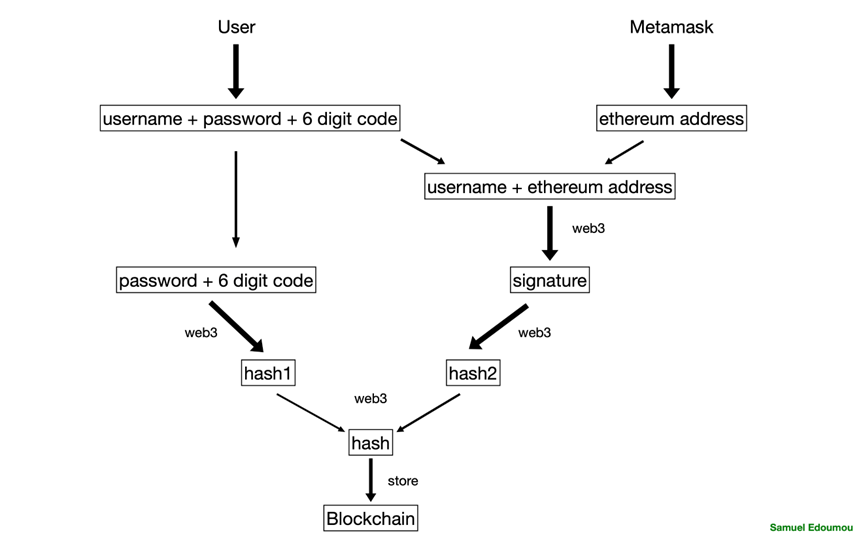 User
Metamask
username + password + 6 digit code
ethereum address
username + ethereum address
web3
password + 6 digit code
signature
web3
web3
hash1
hash2
web3
hash
store
Blockchain
Samuel Edoumou